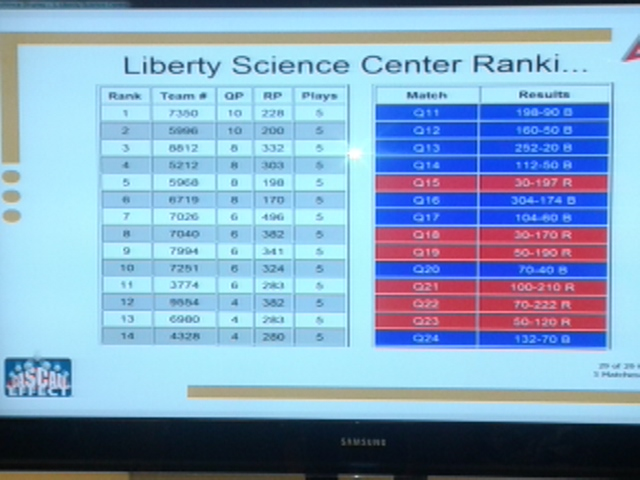 Liberty Science Center Ranki...
Rank Team # QP RP Plays
1 7350 10 228 5
2 5996 10 200 5
3 8812 8 332 5
4 5212 8 303 5
5 5968 8 198 5
6 6719 8 170 5
7 7026 6 496 5
8 7040 6 382 5
9 7994 6 341 5
10 7251 6 324 5
11 3774 6 283 5
12 4 382 5
13 6980 4 283 5
14 4328 4 280 5
Match Results
Q11 198-90 B
Q12 160-50 B
Q13 252-20 B
Q14 112-50 B
Q15 30-197 R
Q16 304-174 B
Q17 104-60 B
Q18 30-170 R
Q19 50-190 R
Q20 70-40 B
Q21 100-210 R
Q22 70-222 R
Q23 50-120 R
Q24 132-70 B
EFFECT
SAMSUNG